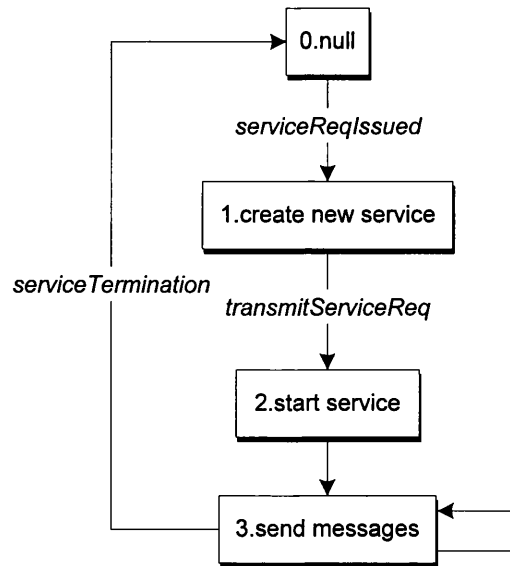 0.null
serviceReqIssued
1.create new service
serviceTermination
transmitServiceReq
2.start service
3.send messages